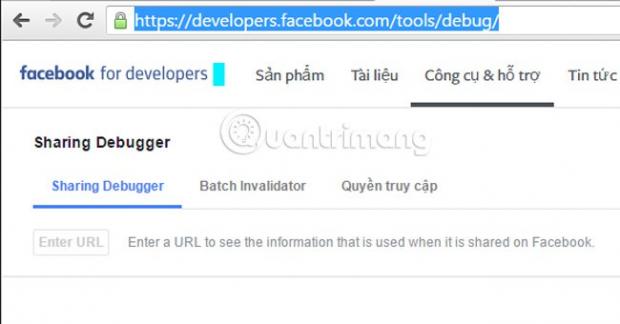 https://developers.facebook.com/tools/debug/
facebook for developers Sản phẩm Tài liệu Công cụ & hỗ trợ Tin tức
Quantrimang
Sharing Debugger
Sharing Debugger Batch Invalidator Quyền truy cập
Enter URL Enter a URL to see the information that is used when it is shared on Facebook.